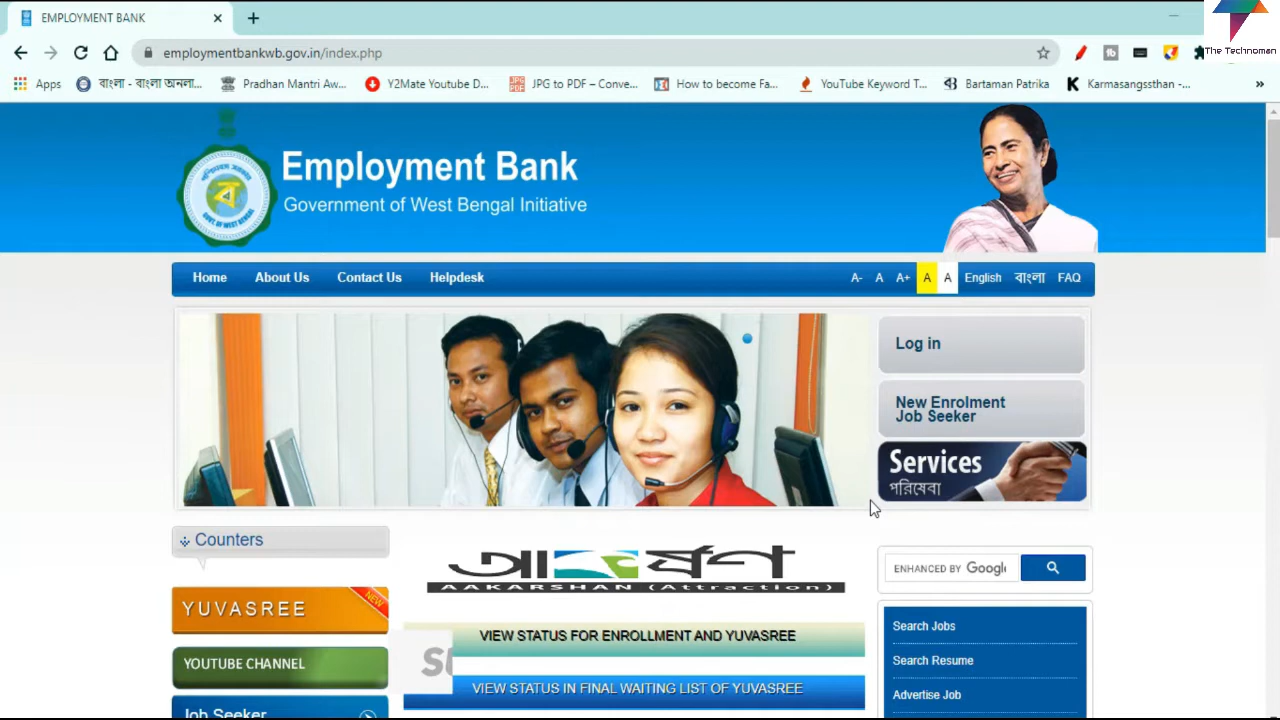 EMPLOYMENT BANK
The Technoman
employmentbankwb.gov.in/index.php
Apps
বাংলা - বাংলা অনলা...
Pradhan Mantri Aw...
Y2Mate Youtube D...
JPG to PDF – Conve...
How to become Fa...
YouTube Keyword T...
Bartaman Patrika
Karmasangssthan -...
Employment Bank
Government of West Bengal Initiative
Home About Us Contact Us Helpdesk
A- A A+ A A English বাংলা FAQ
Log in
New Enrolment
Job Seeker
Services
পরিষেবা
Counters
AAKARSHAN (Attraction)
ENHANCED BY Google
YUVASREE
NEW
VIEW STATUS FOR ENROLLMENT AND YUVASREE
Search Jobs
YOUTUBE CHANNEL
Search Resume
VIEW STATUS IN FINAL WAITING LIST OF YUVASREE
Advertise Job
Job Seeker